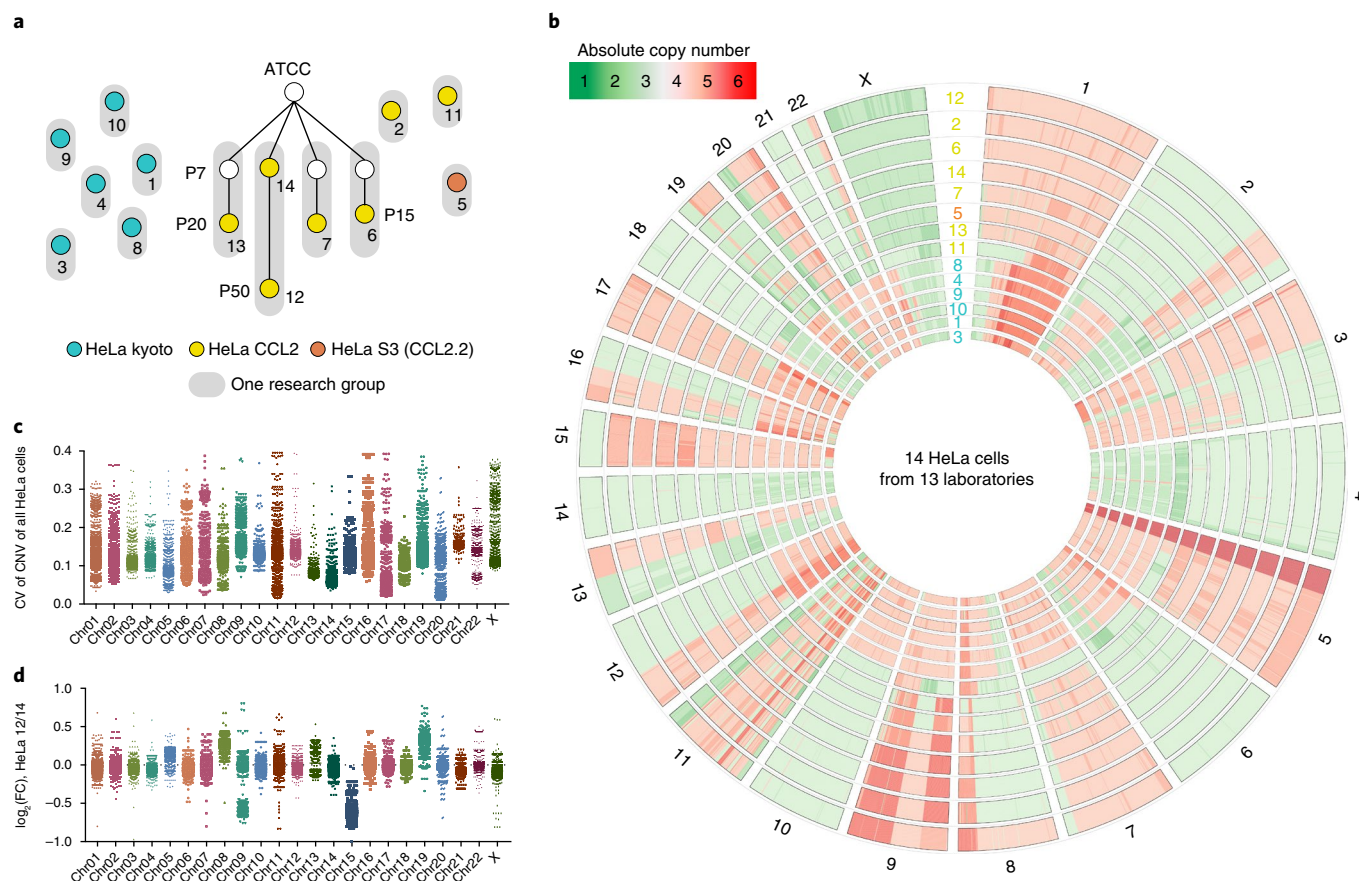 a
ATCC
10
9
4
1
8
3
2
11
5
P7
14
P20
13
7
6
P15
P50
12
HeLa kyoto
HeLa CCL2
HeLa S3 (CCL2.2)
One research group
b
Absolute copy number
1 2 3 4 5 6
12
2
6
14
7
5
13
11
8
4
9
10
1
3
1
2
3
5
6
7
8
9
10
11
12
13
14
15
16
17
18
19
20
21
22
X
14 HeLa cells
from 13 laboratories
c
CV of CNV of all HeLa cells
0.4
0.3
0.2
0.1
0.0
Chr01 Chr02 Chr03 Chr04 Chr05 Chr06 Chr07 Chr08 Chr09 Chr10 Chr11 Chr12 Chr13 Chr14 Chr15 Chr16 Chr17 Chr18 Chr19 Chr20 Chr21 Chr22 X
d
log2(FC), HeLa 12/14
1.0
0.5
0.0
−0.5
−1.0
Chr01 Chr02 Chr03 Chr04 Chr05 Chr06 Chr07 Chr08 Chr09 Chr10 Chr11 Chr12 Chr13 Chr14 Chr15 Chr16 Chr17 Chr18 Chr19 Chr20 Chr21 Chr22 X